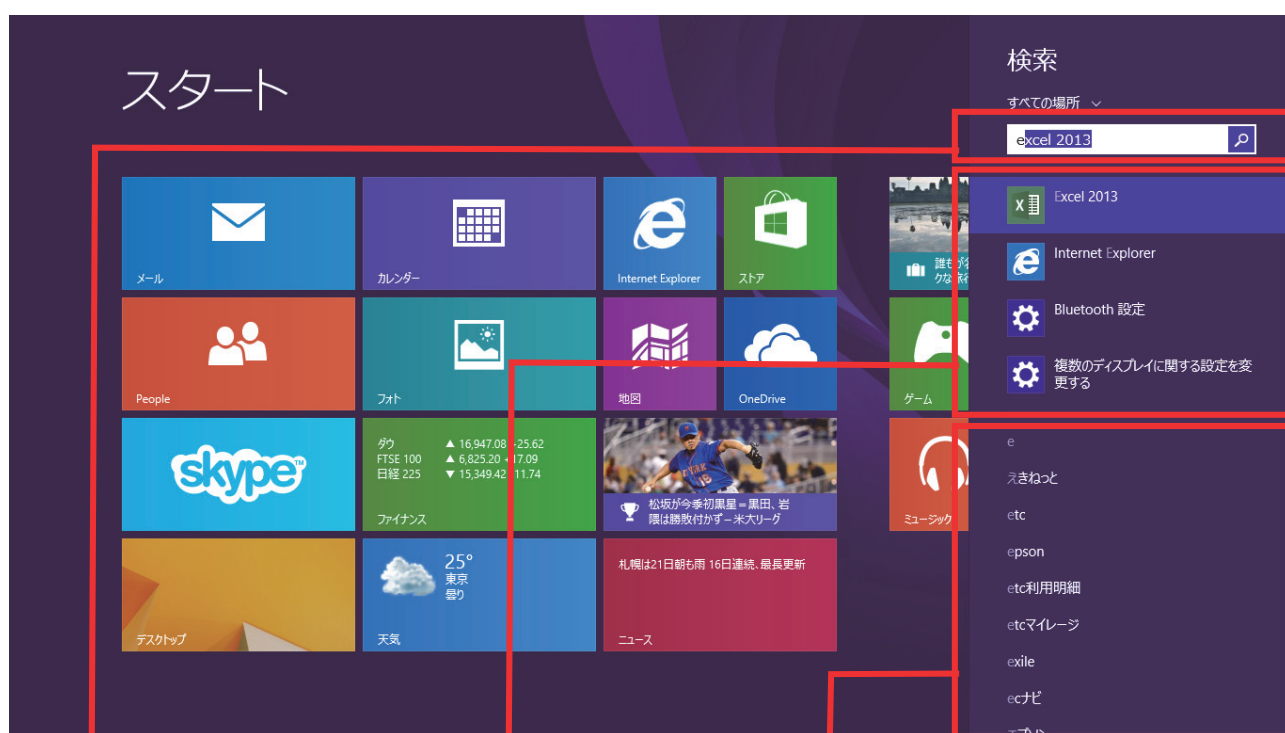 スタート
検索
すべての場所
excel 2013
Excel 2013
Internet Explorer
Bluetooth 設定
複数のディスプレイに関する設定を変
更する
e
えきねっと
etc
epson
etc利用明細
etcマイレージ
exile
ecナビ
メール
カレンダー
Internet Explorer
ストア
People
フォト
地図
OneDrive
ゲーム
skype
ダウ ▲ 16,947.08 +25.62
FTSE 100 ▲ 6,825.20 +17.09
日経 225 ▼ 15,349.42 11.74
ファイナンス
松坂が今季初黒星＝黒田、岩
隈は勝敗付かず－米大リーグ
ミュージック
デスクトップ
25°
東京
曇り
天気
札幌は21日朝も雨 16日連続、最長更新
ニュース